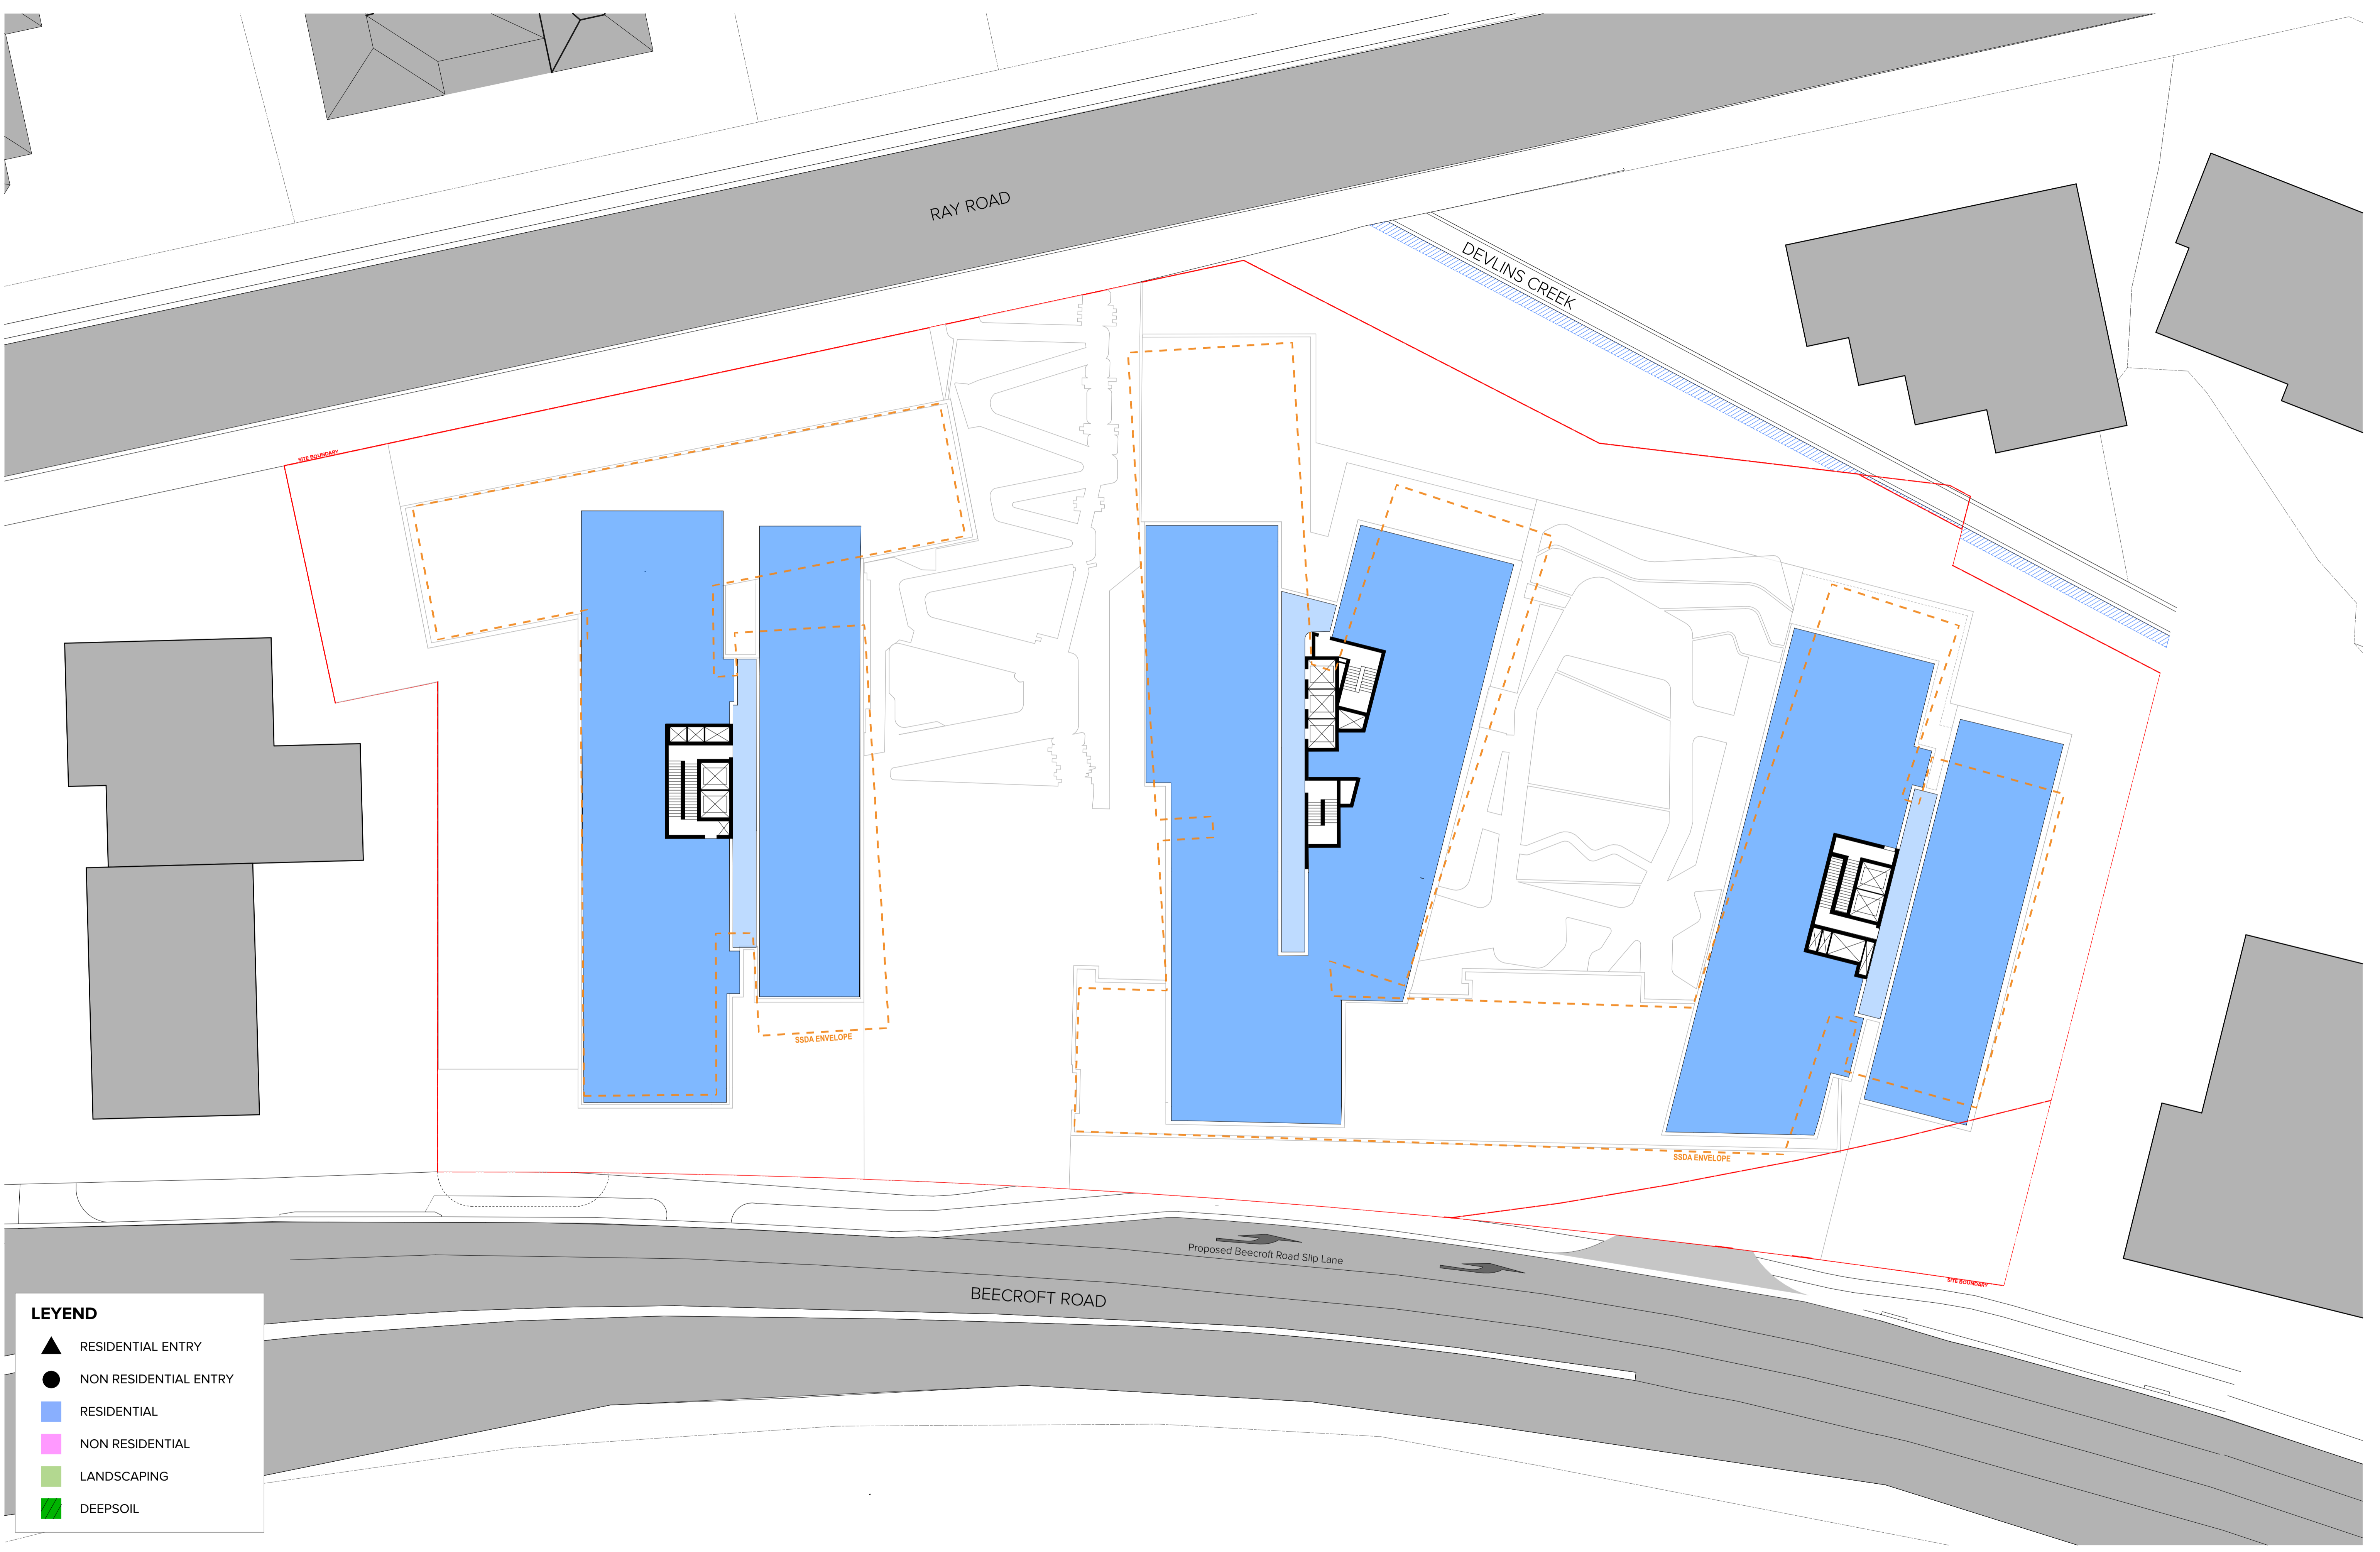 RAY ROAD
DEVLINS CREEK
SITE BOUNDARY
SSDA ENVELOPE
SSDA ENVELOPE
Proposed Beecroft Road Slip Lane
SITE BOUNDARY
BEECROFT ROAD
LEYEND
RESIDENTIAL ENTRY
NON RESIDENTIAL ENTRY
RESIDENTIAL
NON RESIDENTIAL
LANDSCAPING
DEEPSOIL